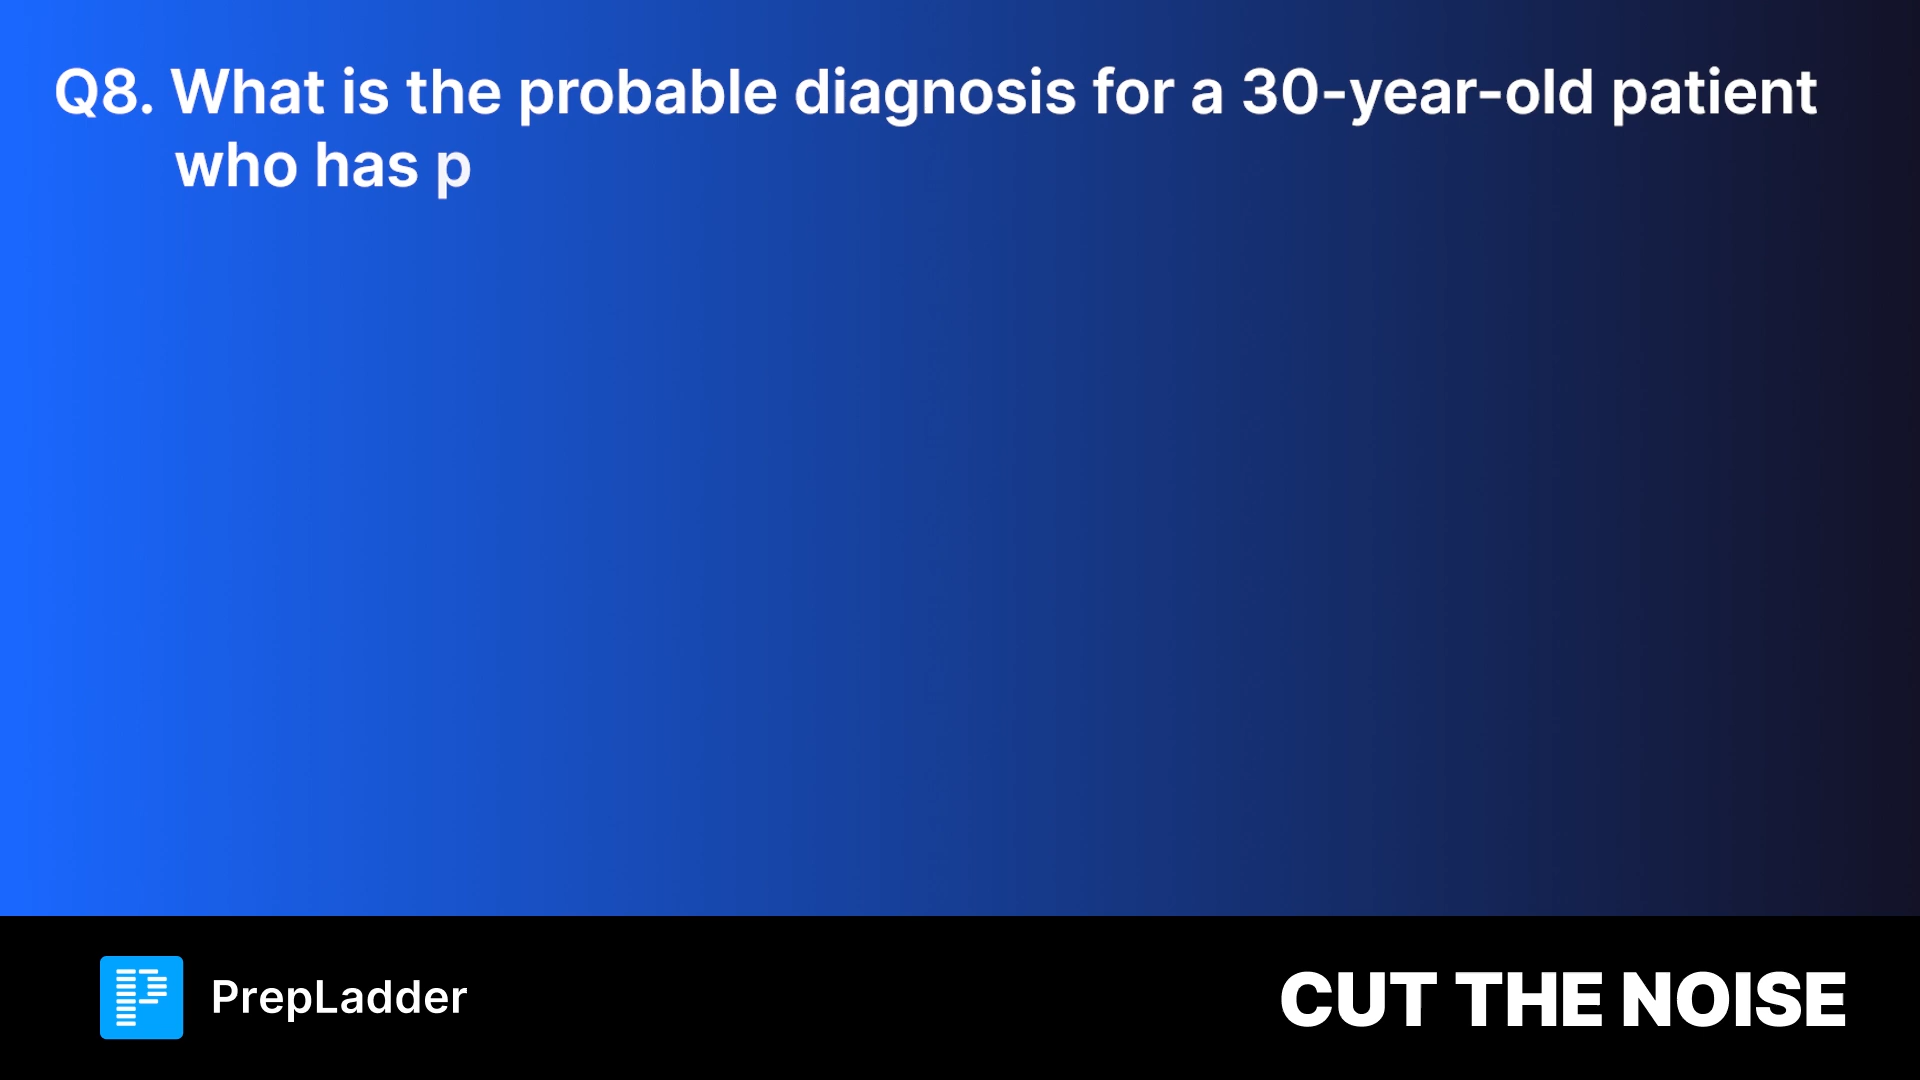 Q8. What is the probable diagnosis for a 30-year-old patient
who has p
PrepLadder
CUT THE NOISE